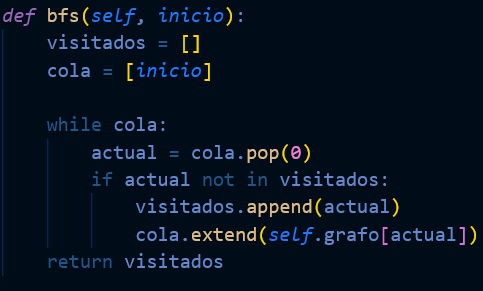 def bfs(self, inicio):
    visitados = []
    cola = [inicio]

    while cola:
        actual = cola.pop(0)
        if actual not in visitados:
            visitados.append(actual)
            cola.extend(self.grafo[actual])
    return visitados